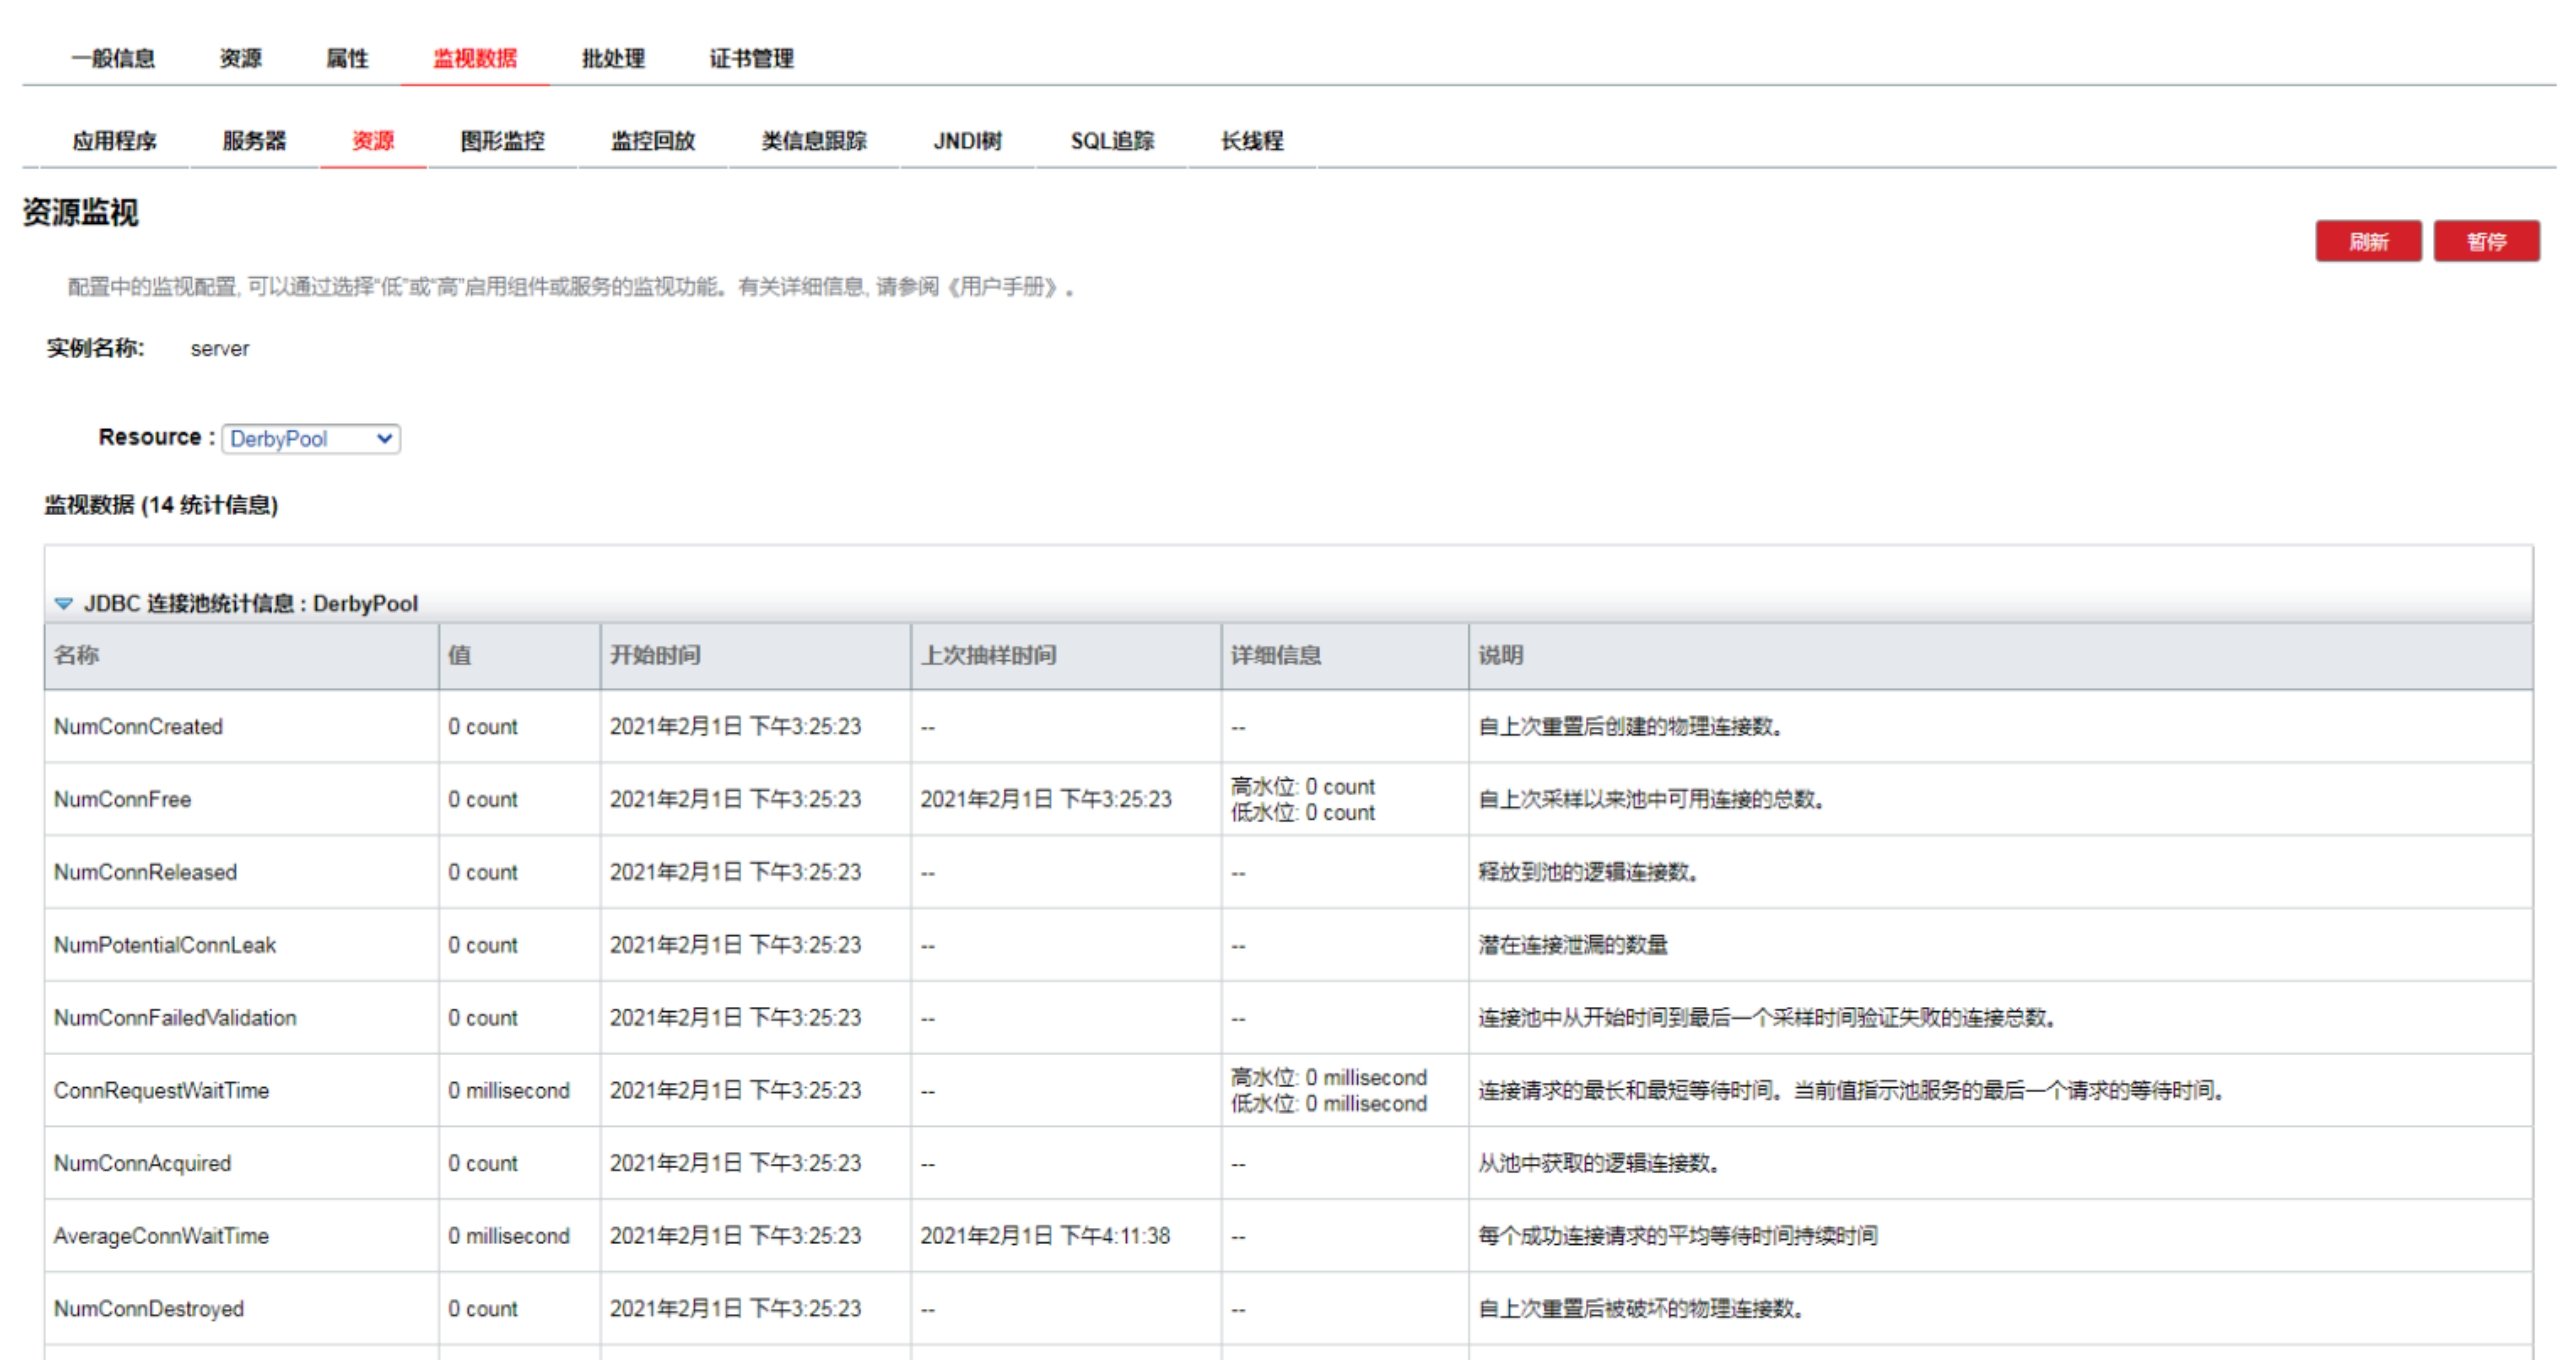 一般信息 资源 属性 监视数据 批处理 证书管理
应用程序 服务器 资源 图形监控 监控回放 类信息跟踪 JNDI树 SQL追踪 长线程
资源监视
刷新 暂停
配置中的监视配置, 可以通过选择“低”或“高”启用组件或服务的监视功能。有关详细信息, 请参阅《用户手册》。
实例名称: server
Resource : DerbyPool
监视数据 (14 统计信息)
JDBC 连接池统计信息 : DerbyPool
名称 值 开始时间 上次抽样时间 详细信息 说明
NumConnCreated 0 count 2021年2月1日 下午3:25:23 -- -- 自上次重置后创建的物理连接数。
NumConnFree 0 count 2021年2月1日 下午3:25:23 2021年2月1日 下午3:25:23 高水位: 0 count 低水位: 0 count 自上次采样以来池中可用连接的总数。
NumConnReleased 0 count 2021年2月1日 下午3:25:23 -- -- 释放到池的逻辑连接数。
NumPotentialConnLeak 0 count 2021年2月1日 下午3:25:23 -- -- 潜在连接泄漏的数量
NumConnFailedValidation 0 count 2021年2月1日 下午3:25:23 -- -- 连接池中从开始时间到最后一个采样时间验证失败的连接总数。
ConnRequestWaitTime 0 millisecond 2021年2月1日 下午3:25:23 -- 高水位: 0 millisecond 低水位: 0 millisecond 连接请求的最长和最短等待时间。当前值指示池服务的最后一个请求的等待时间。
NumConnAcquired 0 count 2021年2月1日 下午3:25:23 -- -- 从池中获取的逻辑连接数。
AverageConnWaitTime 0 millisecond 2021年2月1日 下午3:25:23 2021年2月1日 下午4:11:38 -- 每个成功连接请求的平均等待时间持续时间
NumConnDestroyed 0 count 2021年2月1日 下午3:25:23 -- -- 自上次重置后被破坏的物理连接数。